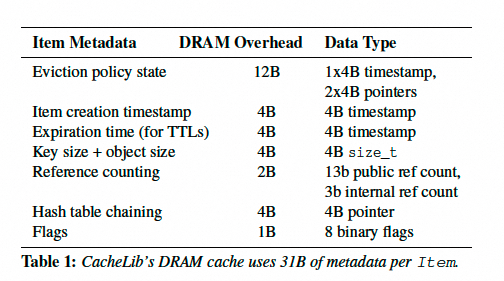 Item Metadata DRAM Overhead Data Type
Eviction policy state 12B 1x4B timestamp,
2x4B pointers
Item creation timestamp 4B 4B timestamp
Expiration time (for TTLs) 4B 4B timestamp
Key size + object size 4B 4B size_t
Reference counting 2B 13b public ref count,
3b internal ref count
Hash table chaining 4B 4B pointer
Flags 1B 8 binary flags
Table 1: CacheLib's DRAM cache uses 31B of metadata per Item.